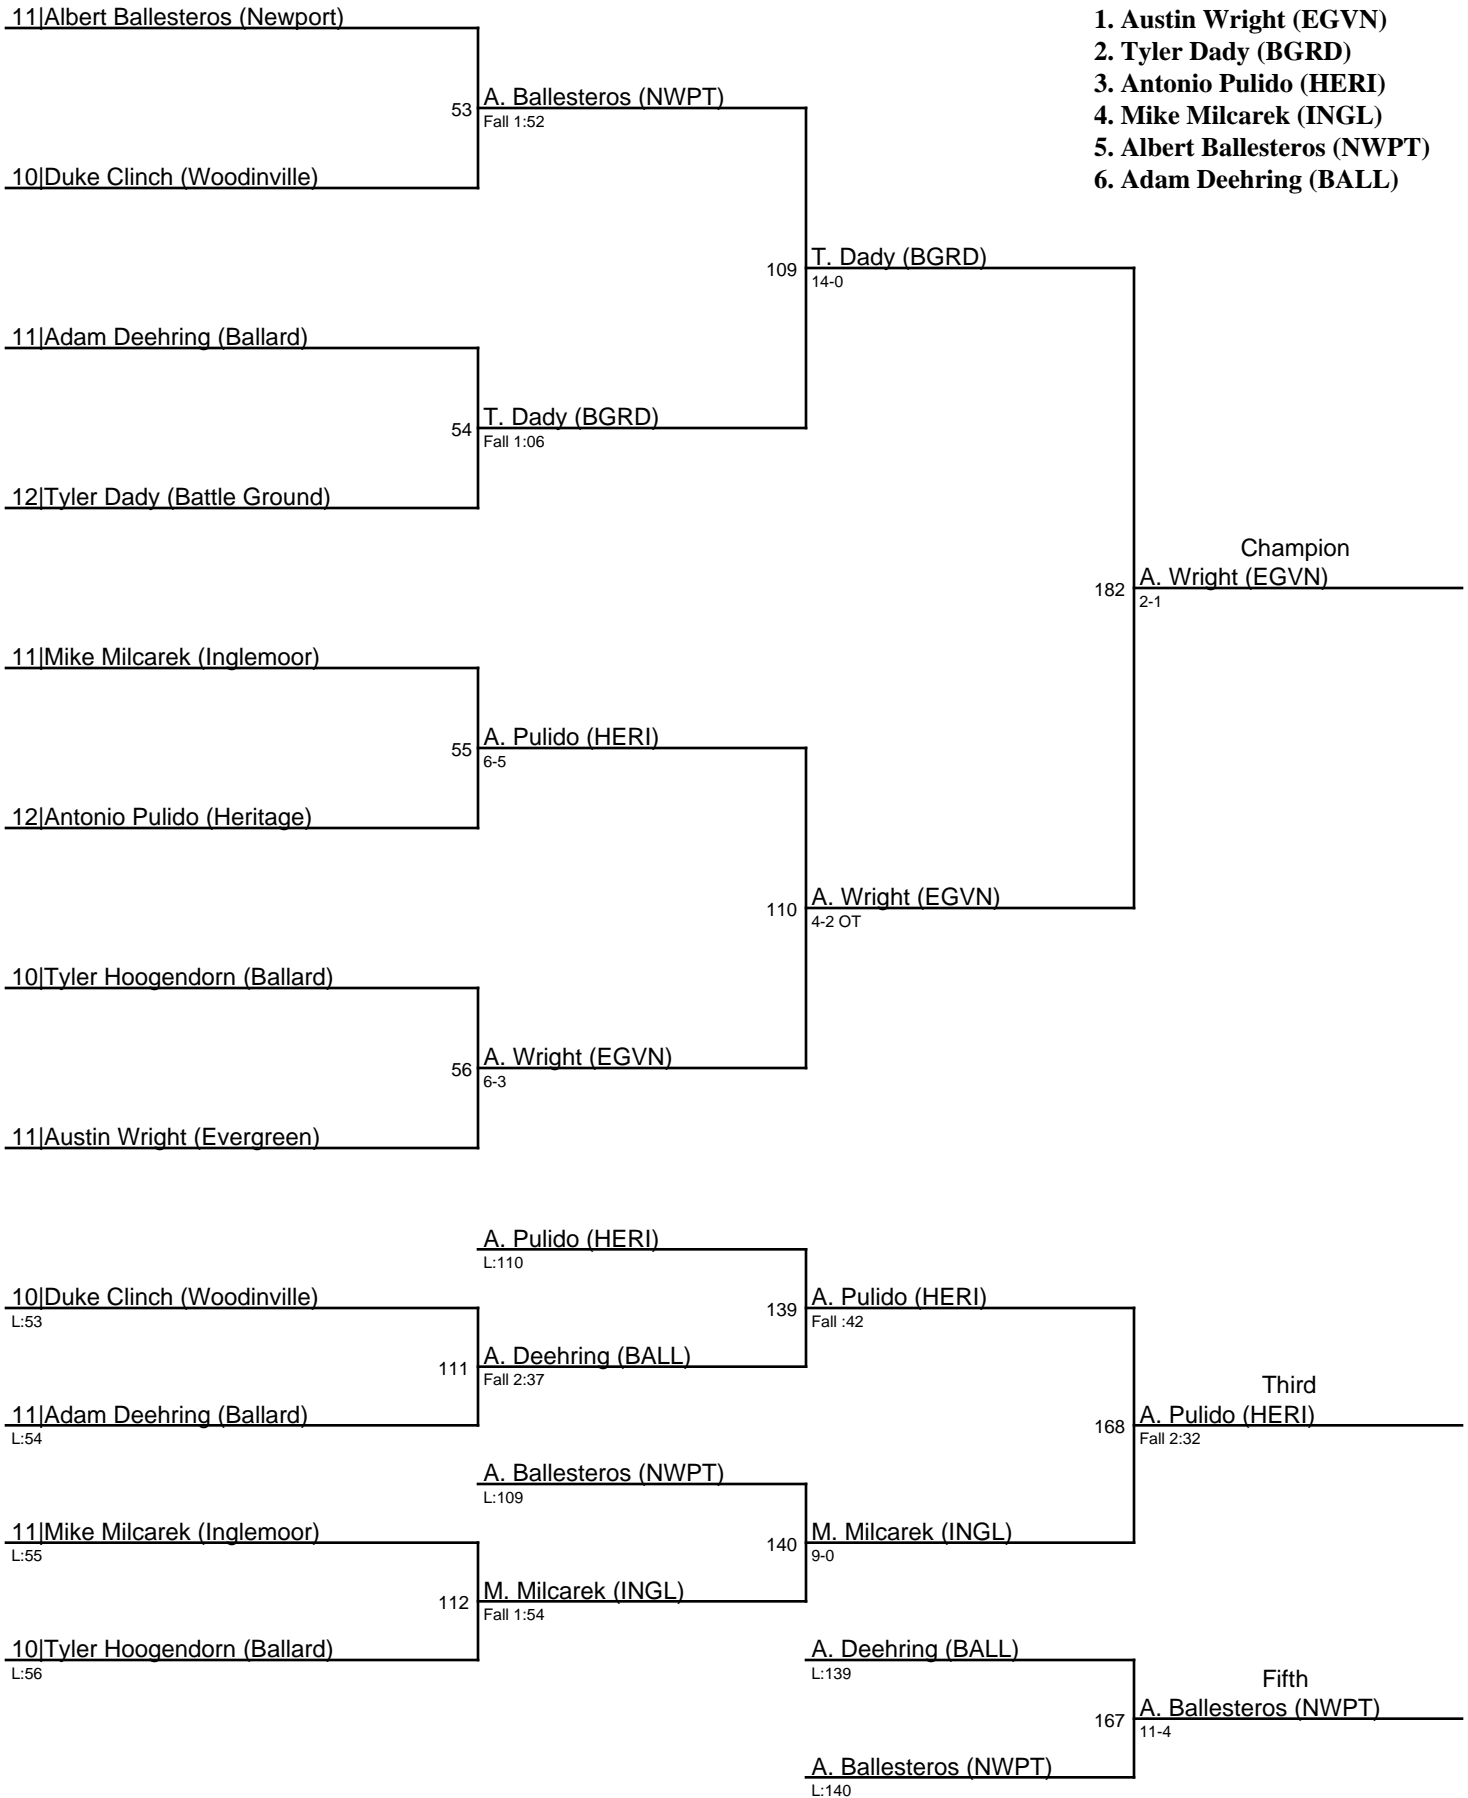 11|Albert Ballesteros (Newport)
1. Austin Wright (EGVN)
2. Tyler Dady (BGRD)
3. Antonio Pulido (HERI)
4. Mike Milcarek (INGL)
5. Albert Ballesteros (NWPT)
6. Adam Deehring (BALL)
53
A. Ballesteros (NWPT)
Fall 1:52
10|Duke Clinch (Woodinville)
109
T. Dady (BGRD)
14-0
11|Adam Deehring (Ballard)
54
T. Dady (BGRD)
Fall 1:06
12|Tyler Dady (Battle Ground)
Champion
182
A. Wright (EGVN)
2-1
11|Mike Milcarek (Inglemoor)
55
A. Pulido (HERI)
6-5
12|Antonio Pulido (Heritage)
110
A. Wright (EGVN)
4-2 OT
10|Tyler Hoogendorn (Ballard)
56
A. Wright (EGVN)
6-3
11|Austin Wright (Evergreen)
A. Pulido (HERI)
L:110
10|Duke Clinch (Woodinville)
L:53
139
A. Pulido (HERI)
Fall :42
111
A. Deehring (BALL)
Fall 2:37
11|Adam Deehring (Ballard)
L:54
Third
168
A. Pulido (HERI)
Fall 2:32
A. Ballesteros (NWPT)
L:109
11|Mike Milcarek (Inglemoor)
L:55
140
M. Milcarek (INGL)
9-0
112
M. Milcarek (INGL)
Fall 1:54
10|Tyler Hoogendorn (Ballard)
L:56
A. Deehring (BALL)
L:139
Fifth
167
A. Ballesteros (NWPT)
11-4
A. Ballesteros (NWPT)
L:140